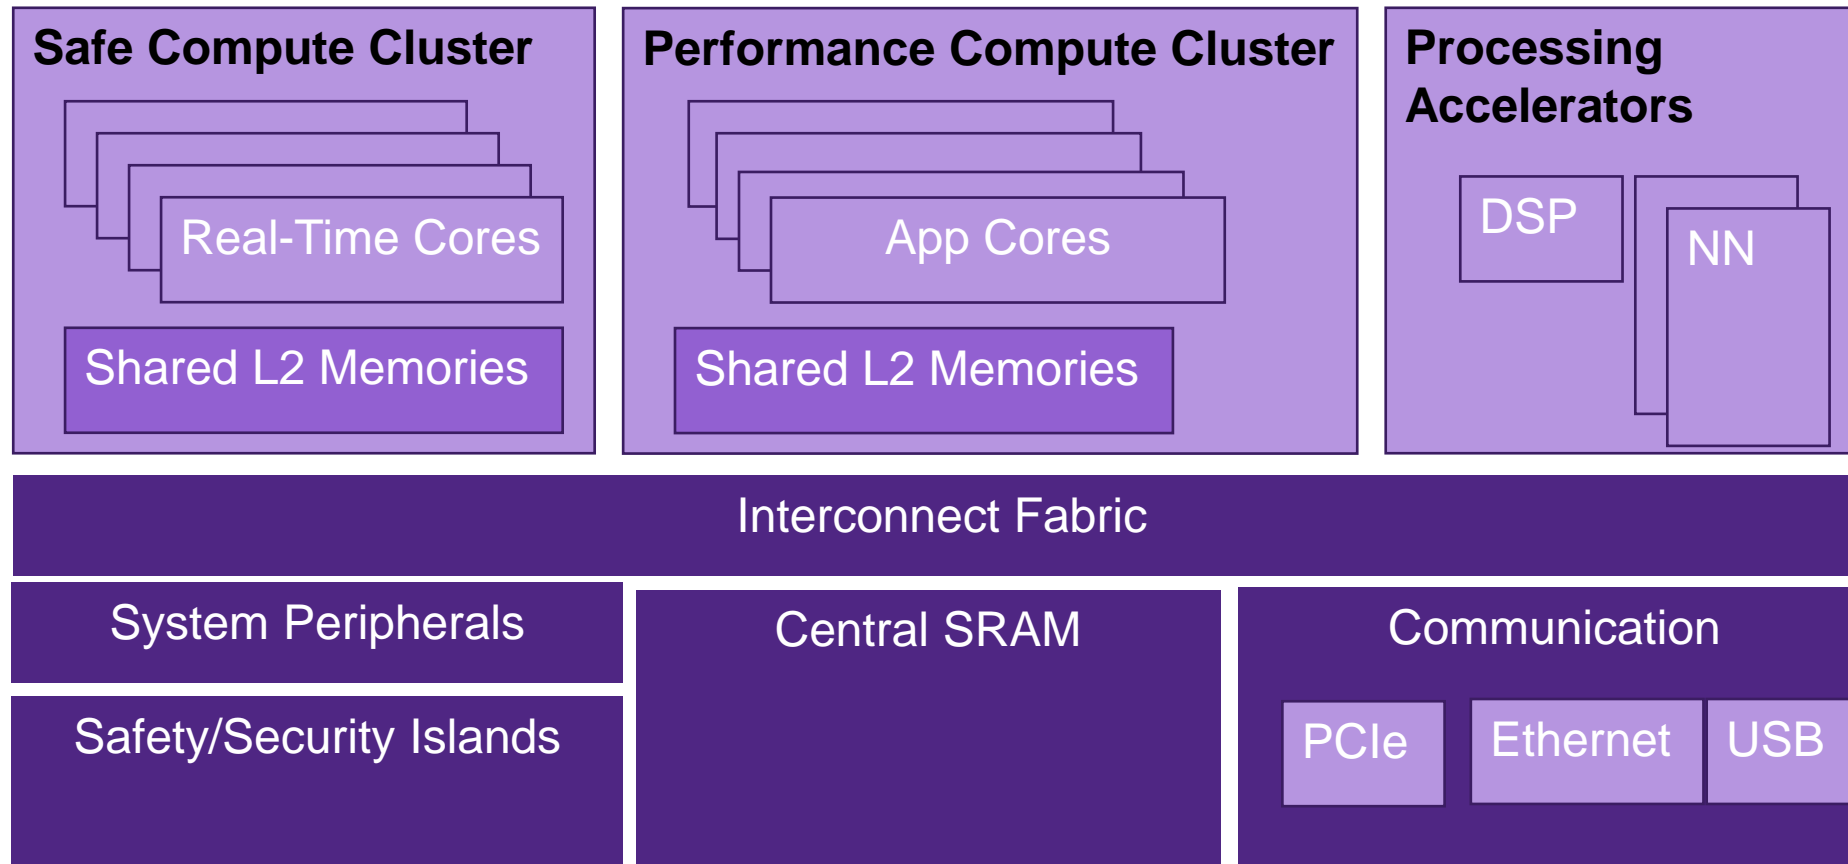 Safe Compute Cluster
Real-Time Cores
Shared L2 Memories
Performance Compute Cluster
App Cores
Shared L2 Memories
Processing
Accelerators
DSP
NN
Interconnect Fabric
System Peripherals
Safety/Security Islands
Central SRAM
Communication
PCIe
Ethernet
USB